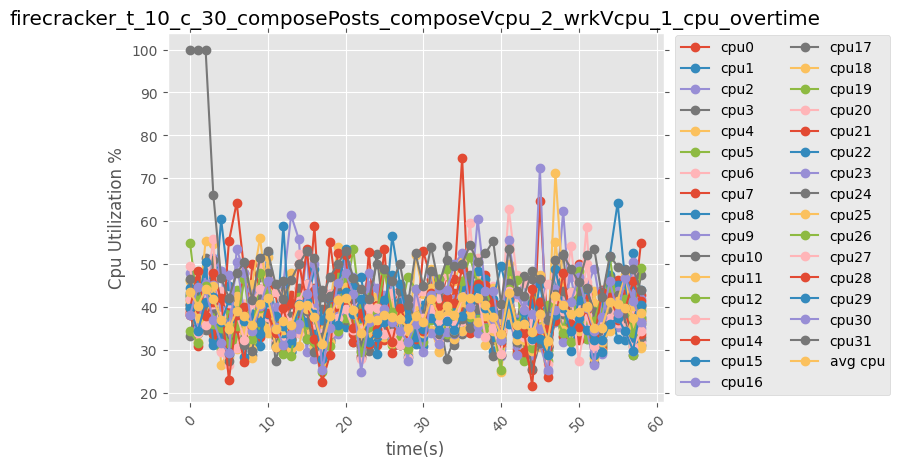 firecracker_t_10_c_30_composePosts_composeVcpu_2_wrkVcpu_1_cpu_overtime
Cpu Utilization %
100
90
80
70
60
50
40
30
20
0
10
20
30
40
50
60
time(s)
cpu0
cpu1
cpu2
cpu3
cpu4
cpu5
cpu6
cpu7
cpu8
cpu9
cpu10
cpu11
cpu12
cpu13
cpu14
cpu15
cpu16
cpu17
cpu18
cpu19
cpu20
cpu21
cpu22
cpu23
cpu24
cpu25
cpu26
cpu27
cpu28
cpu29
cpu30
cpu31
avg cpu